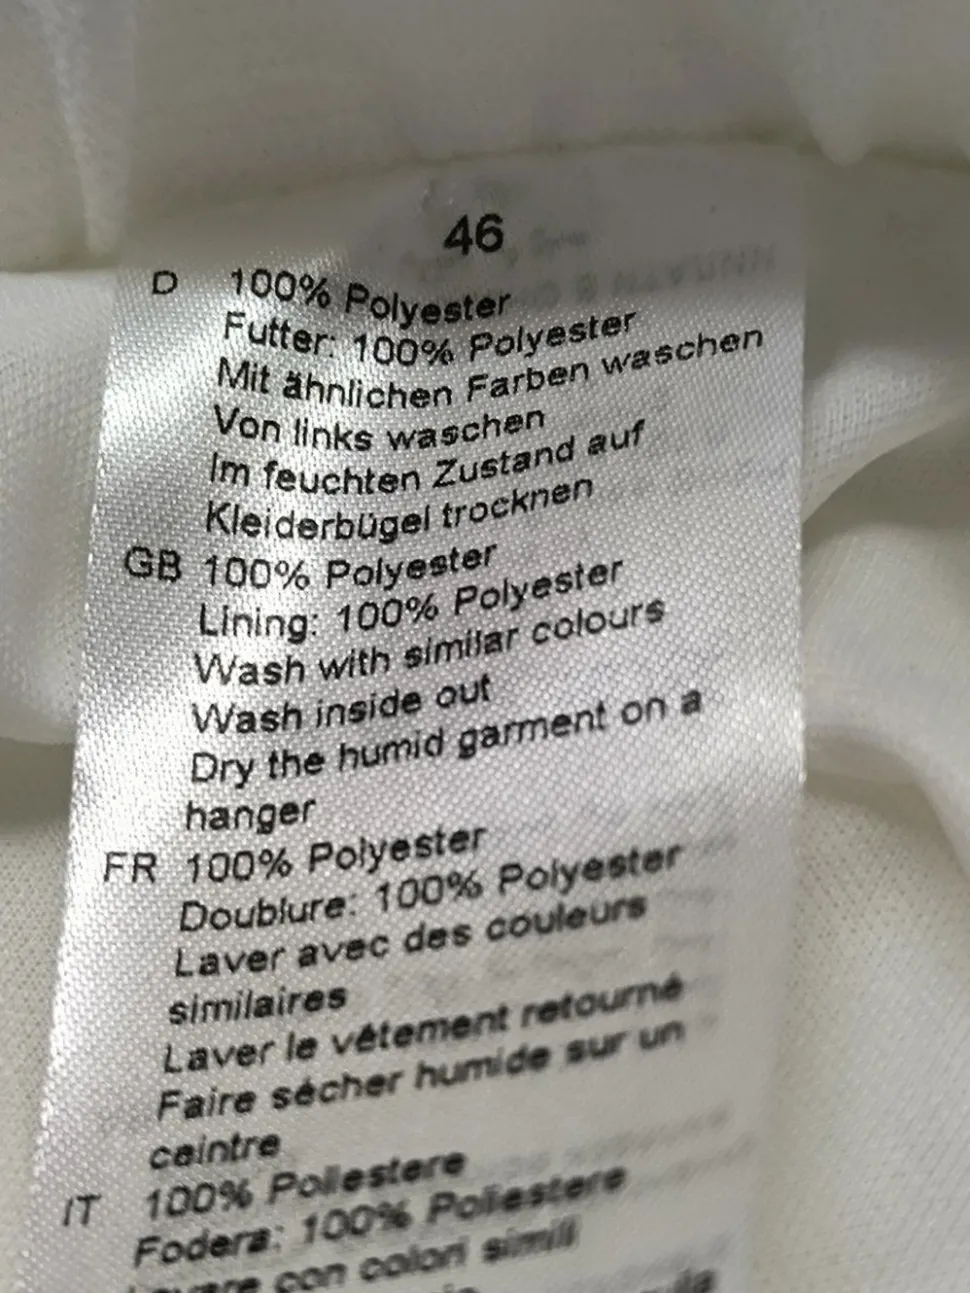 46
D 100% Polyester
Futter: 100% Polyester
Mit ähnlichen Farben waschen
Von links waschen
Im feuchten Zustand auf
Kleiderbügel trocknen
GB 100% Polyester
Lining: 100% Polyester
Wash with similar colours
Wash inside out
Dry the humid garment on a
hanger
FR 100% Polyester
Doublure: 100% Polyester
Laver avec des couleurs
similaires
Laver le vêtement retourné
Faire sécher humide sur un
ceintre
IT 100% Poliestere
Fodera: 100% Poliestere
Lavare con colori simili